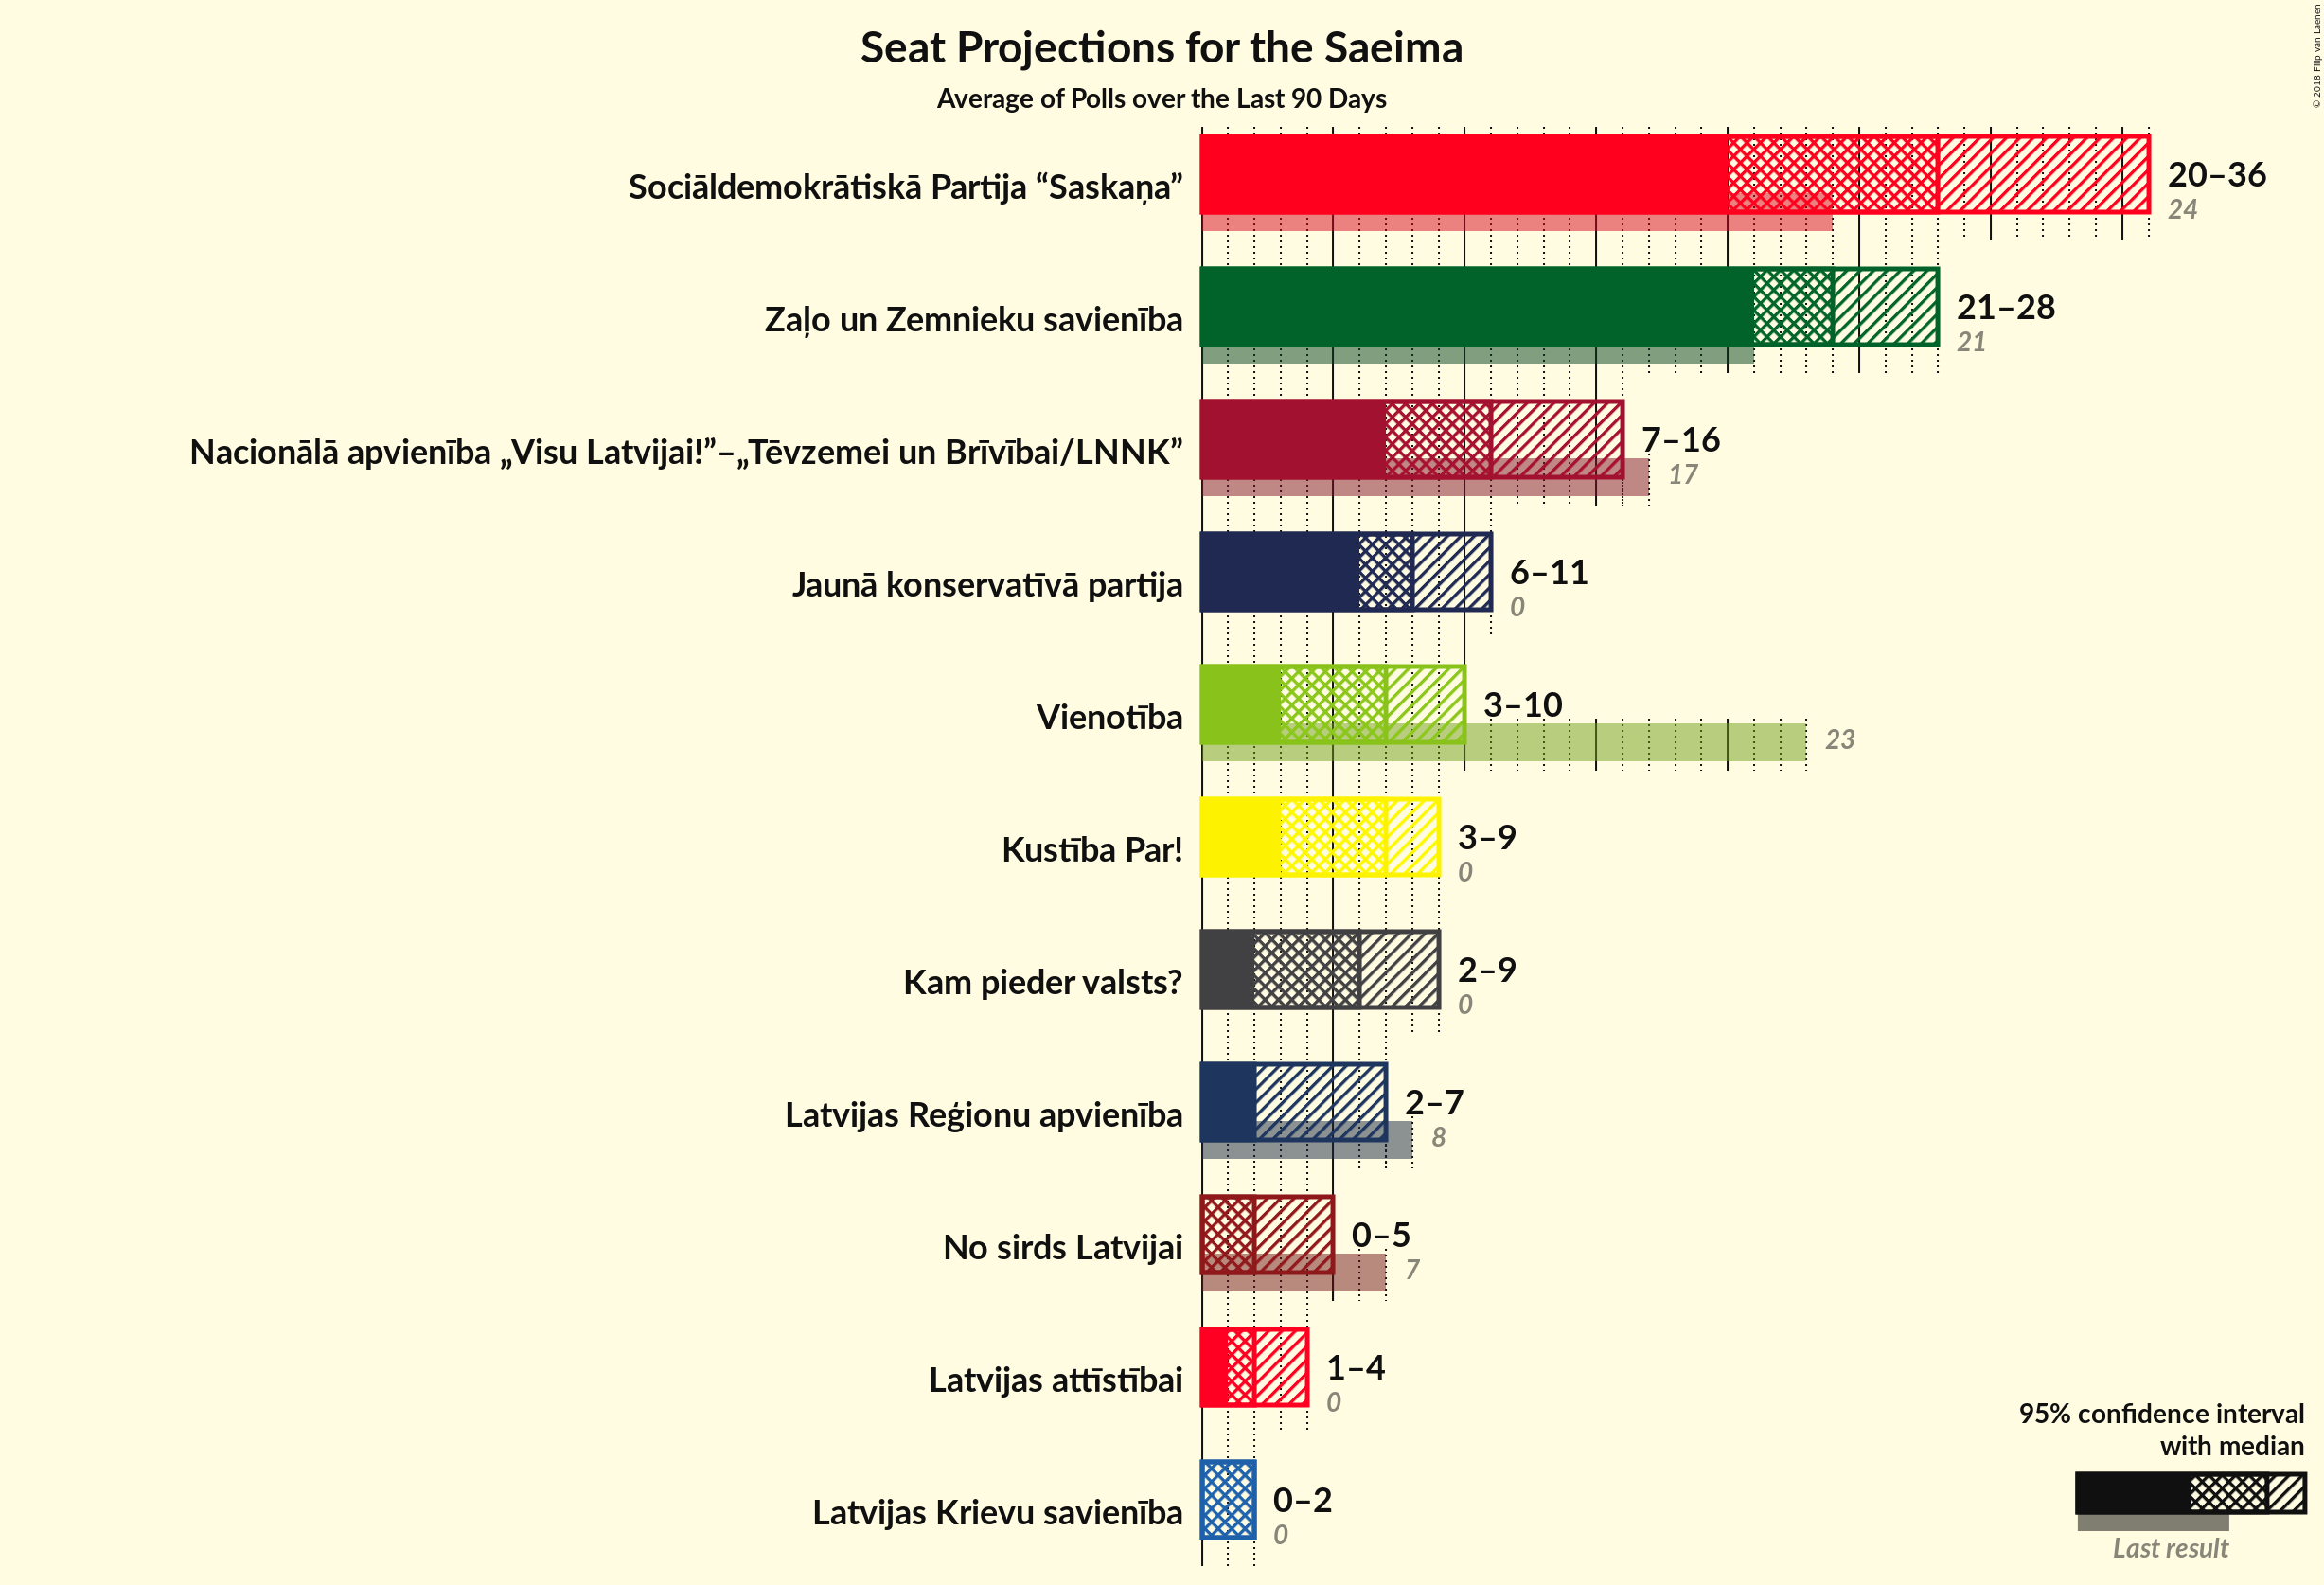 Seat Projections for the Saeima
Average of Polls over the Last 90 Days
© 2018 Filip van Laenen
Sociāldemokrātiskā Partija “Saskaņa”
20–36
24
Zaļo un Zemnieku savienība
21–28
21
Nacionālā apvienība „Visu Latvijai!”–„Tēvzemei un Brīvībai/LNNK”
7–16
17
Jaunā konservatīvā partija
6–11
0
Vienotība
3–10
23
Kustība Par!
3–9
0
Kam pieder valsts?
2–9
0
Latvijas Reģionu apvienība
2–7
8
No sirds Latvijai
0–5
7
Latvijas attīstībai
1–4
0
Latvijas Krievu savienība
0–2
0
95% confidence interval
with median
Last result